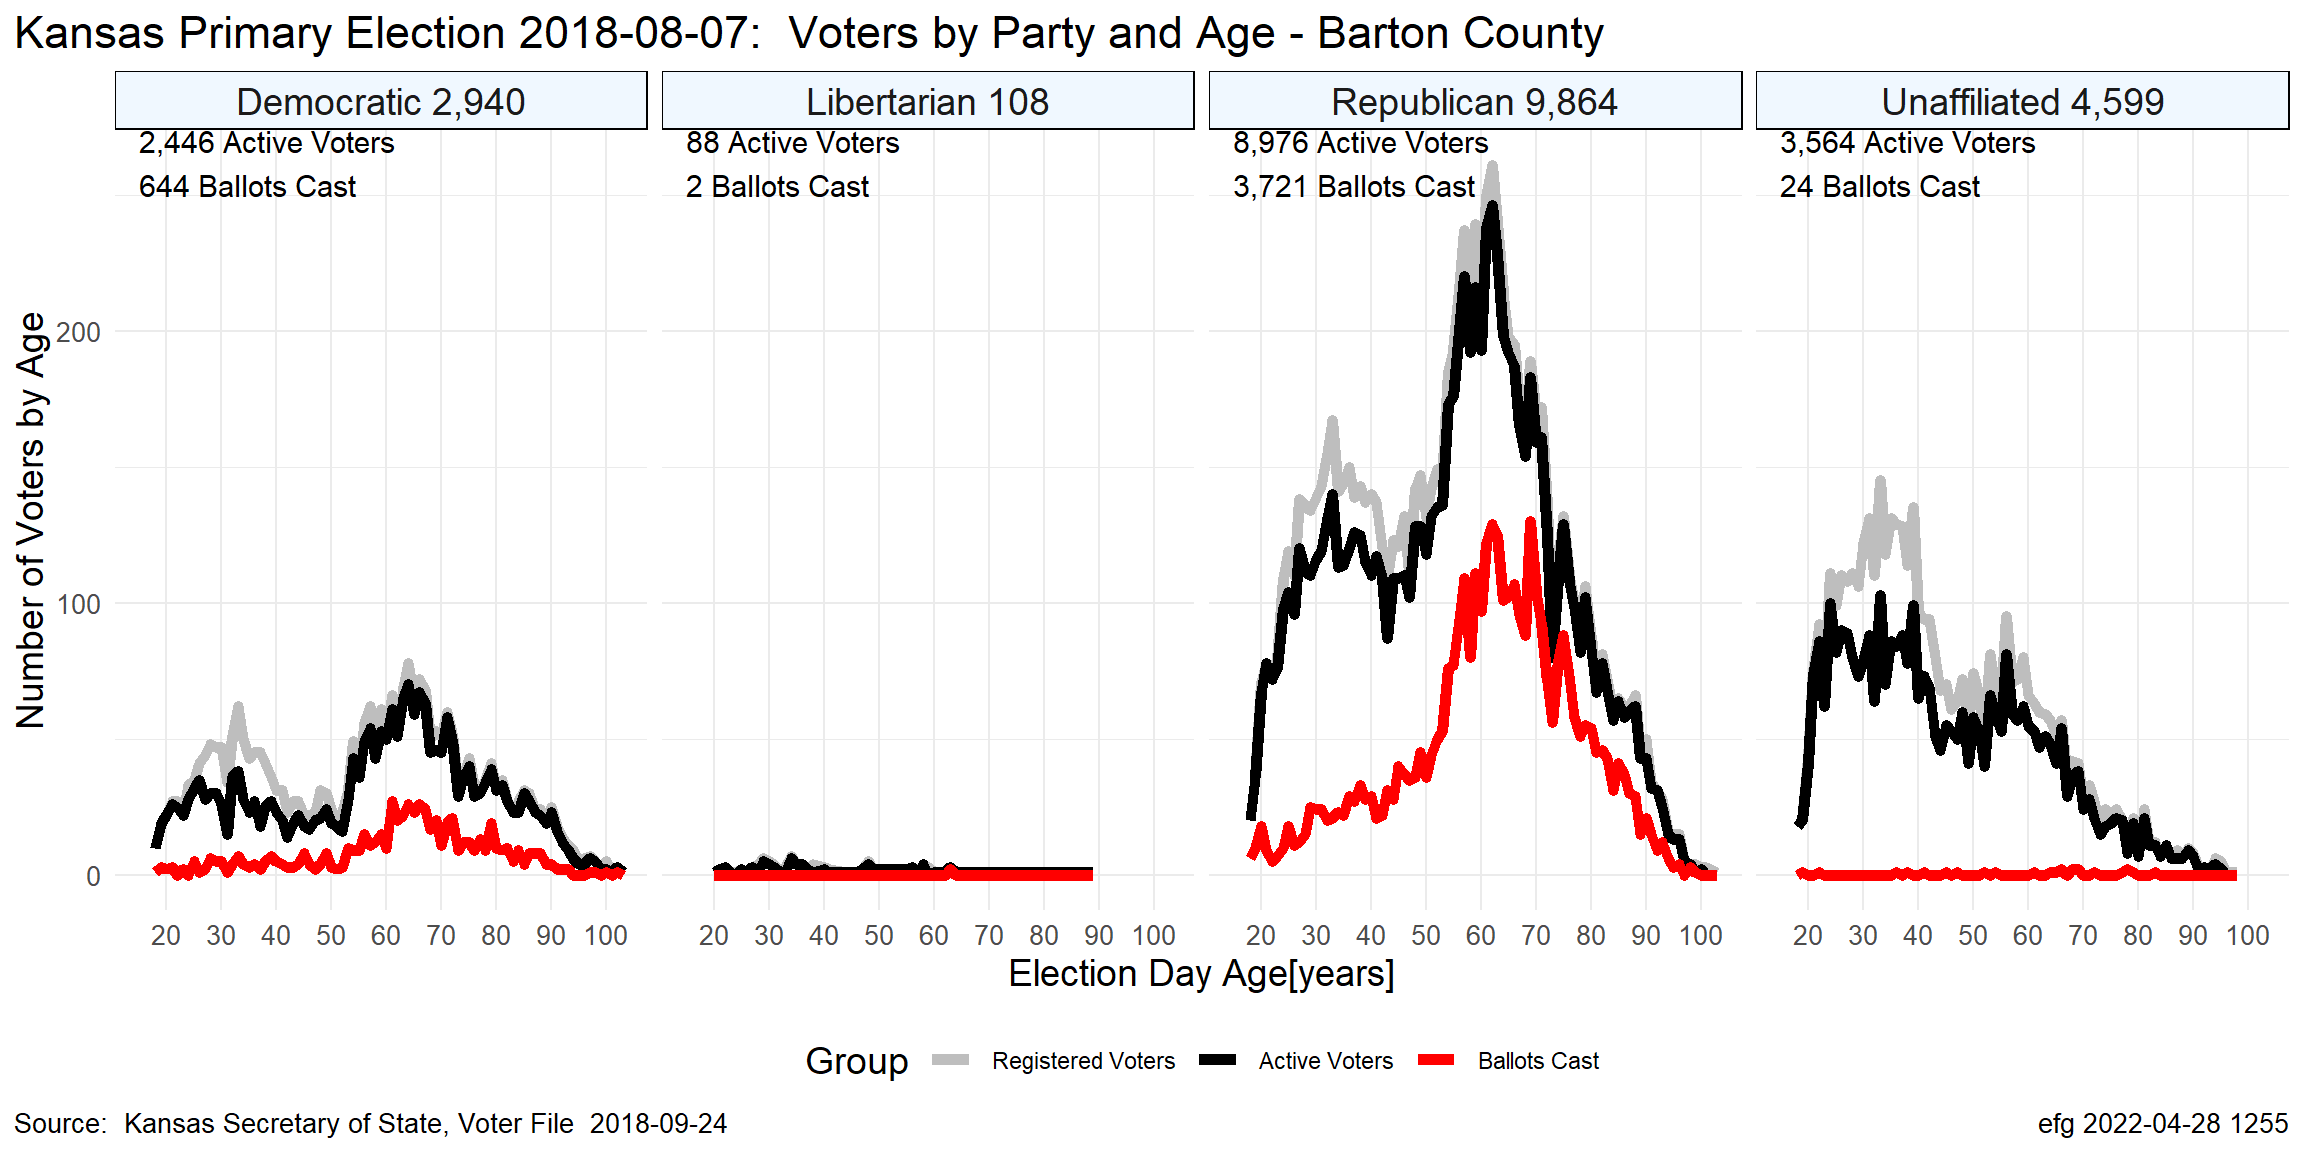 Kansas Primary Election 2018-08-07:  Voters by Party and Age - Barton County
Democratic 2,940
Libertarian 108
Republican 9,864
Unaffiliated 4,599
2,446 Active Voters
644 Ballots Cast
88 Active Voters
2 Ballots Cast
8,976 Active Voters
3,721 Ballots Cast
3,564 Active Voters
24 Ballots Cast
Number of Voters by Age
200
100
0
20 30 40 50 60 70 80 90 100
20 30 40 50 60 70 80 90 100
20 30 40 50 60 70 80 90 100
20 30 40 50 60 70 80 90 100
Election Day Age[years]
Group Registered Voters Active Voters Ballots Cast
Source:  Kansas Secretary of State, Voter File  2018-09-24
efg 2022-04-28 1255